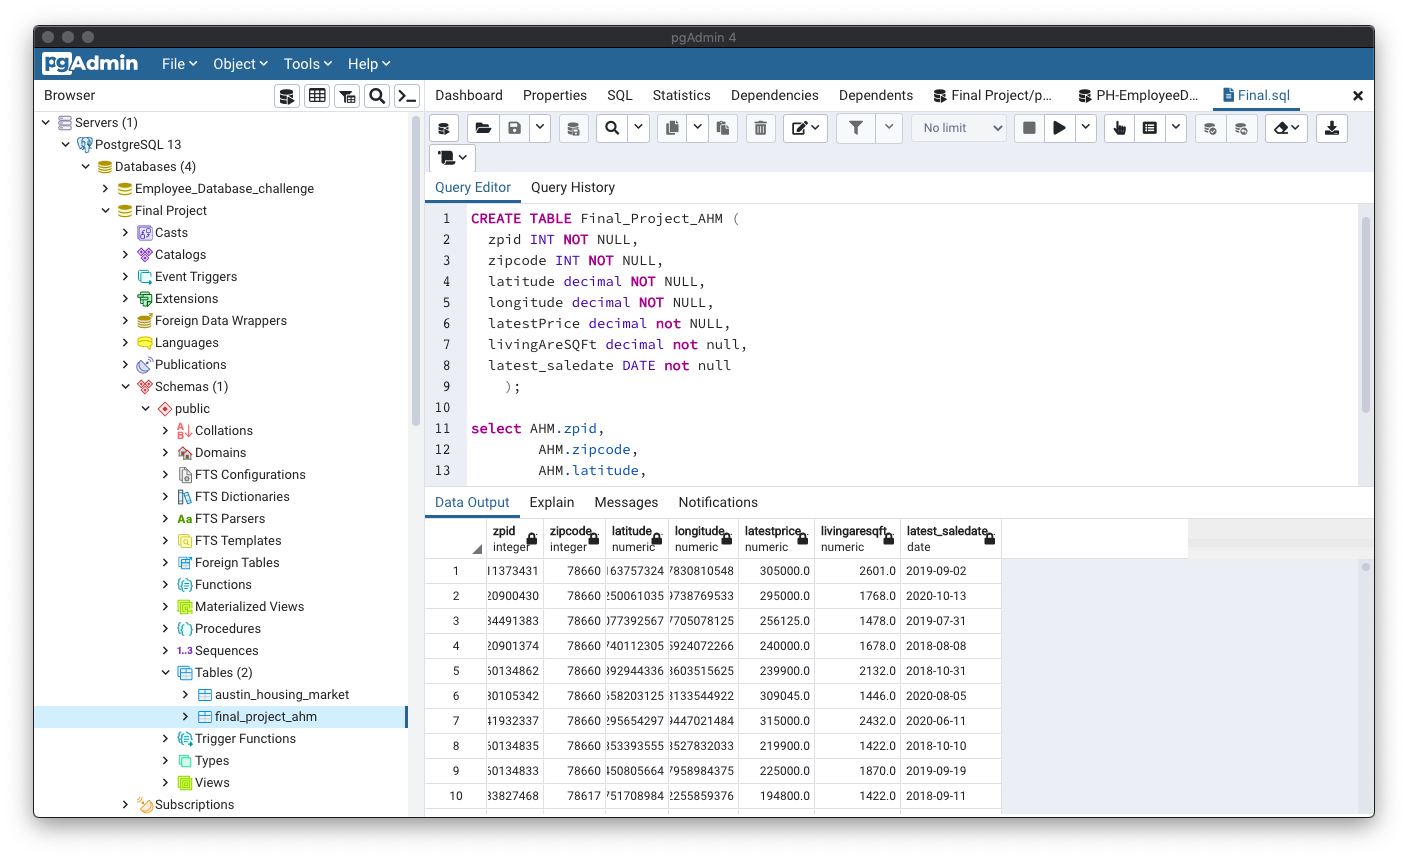 pgAdmin 4
pgAdmin File Object Tools Help
Browser
Dashboard Properties SQL Statistics Dependencies Dependents Final Project/p... PH-EmployeeD... Final.sql
No limit
Servers (1)
PostgreSQL 13
Databases (4)
Employee_Database_challenge
Final Project
Casts
Catalogs
Event Triggers
Extensions
Foreign Data Wrappers
Languages
Publications
Schemas (1)
public
Collations
Domains
FTS Configurations
FTS Dictionaries
Aa FTS Parsers
FTS Templates
Foreign Tables
Functions
Materialized Views
Procedures
1..3 Sequences
Tables (2)
austin_housing_market
final_project_ahm
Trigger Functions
Types
Views
Subscriptions
Query Editor Query History
1 CREATE TABLE Final_Project_AHM (
2 zpid INT NOT NULL,
3 zipcode INT NOT NULL,
4 latitude decimal NOT NULL,
5 longitude decimal NOT NULL,
6 latestPrice decimal not NULL,
7 livingAreSQFt decimal not null,
8 latest_saledate DATE not null
9 );
10
11 select AHM.zpid,
12 AHM.zipcode,
13 AHM.latitude,
Data Output Explain Messages Notifications
zpid zipcode latitude longitude latestprice livingaresqft latest_saledate
integer integer numeric numeric numeric numeric date
1 11373431 78660 163757324 7830810548 305000.0 2601.0 2019-09-02
2 20900430 78660 250061035 9738769533 295000.0 1768.0 2020-10-13
3 84491383 78660 077392567 7705078125 256125.0 1478.0 2019-07-31
4 20901374 78660 740112305 5924072266 240000.0 1678.0 2018-08-08
5 60134862 78660 392944336 3603515625 239900.0 2132.0 2018-10-31
6 80105342 78660 558203125 3133544922 309045.0 1446.0 2020-08-05
7 41932337 78660 295654297 9447021484 315000.0 2432.0 2020-06-11
8 60134835 78660 353393555 3527832033 219900.0 1422.0 2018-10-10
9 60134833 78660 450805664 7958984375 225000.0 1870.0 2019-09-19
10 83827468 78617 751708984 2255859376 194800.0 1422.0 2018-09-11